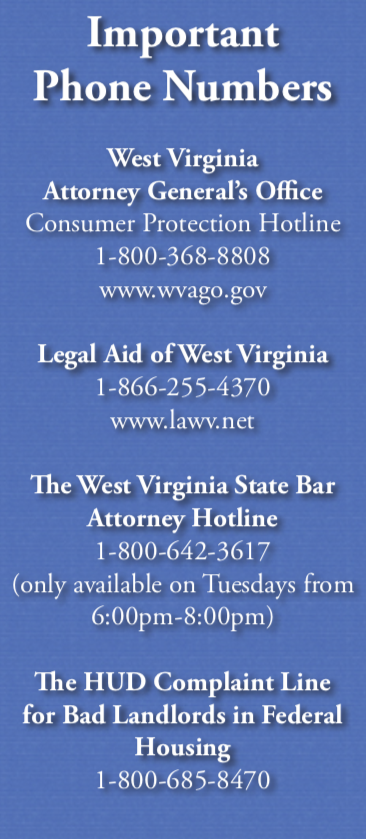 Important
Phone Numbers
West Virginia
Attorney General’s Office
Consumer Protection Hotline
1-800-368-8808
www.wvago.gov
Legal Aid of West Virginia
1-866-255-4370
www.lawv.net
The West Virginia State Bar
Attorney Hotline
1-800-642-3617
(only available on Tuesdays from
6:00pm-8:00pm)
The HUD Complaint Line
for Bad Landlords in Federal
Housing
1-800-685-8470